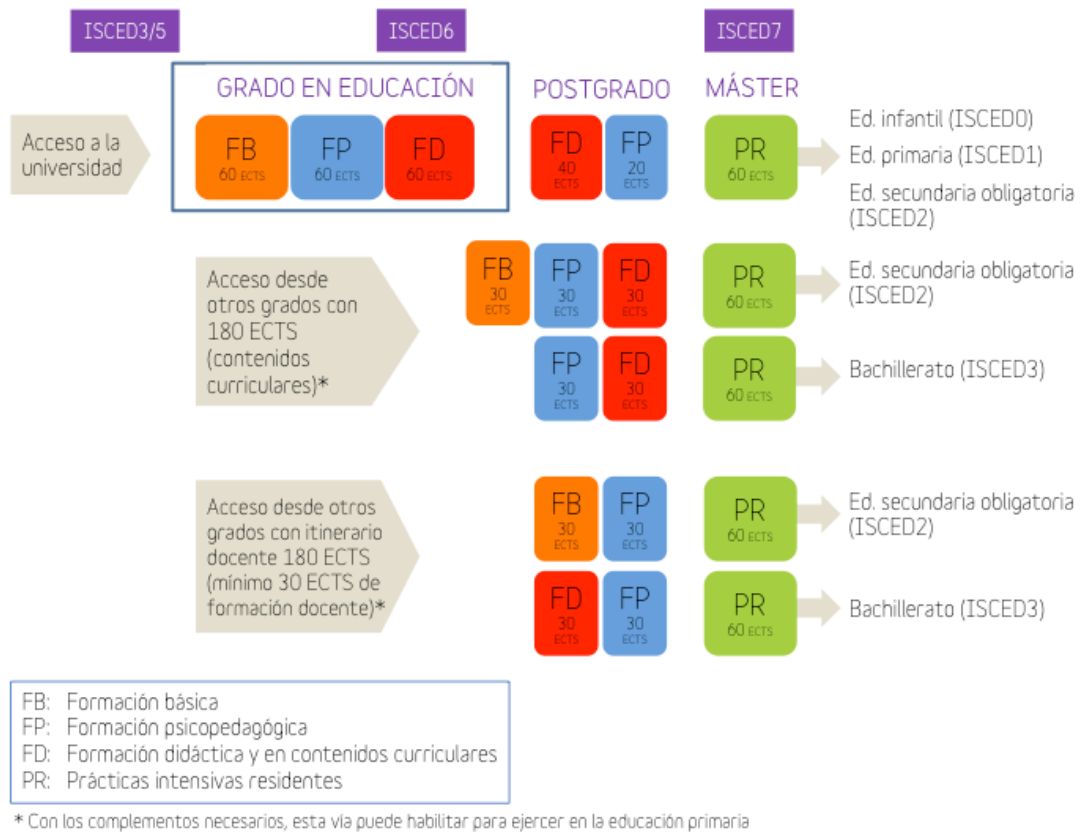 ISCED3/5
ISCED6
ISCED7
GRADO EN EDUCACIÓN
POSTGRADO
MÁSTER
Acceso a la
universidad
FB
60 ECTS
FP
60 ECTS
FD
60 ECTS
FD
40
ECTS
FP
20
ECTS
PR
60 ECTS
Ed. infantil (ISCED0)
Ed. primaria (ISCED1)
Ed. secundaria obligatoria
(ISCED2)
Acceso desde
otros grados con
180 ECTS
(contenidos
curriculares)*
FB
30
ECTS
FP
30
ECTS
FD
30
ECTS
PR
60 ECTS
Ed. secundaria obligatoria
(ISCED2)
FP
30
ECTS
FD
30
ECTS
PR
60 ECTS
Bachillerato (ISCED3)
Acceso desde otros
grados con itinerario
docente 180 ECTS
(mínimo 30 ECTS de
formación docente)*
FB
30
ECTS
FP
30
ECTS
PR
60 ECTS
Ed. secundaria obligatoria
(ISCED2)
FD
30
ECTS
FP
30
ECTS
PR
60 ECTS
Bachillerato (ISCED3)
FB: Formación básica
FP: Formación psicopedagógica
FD: Formación didáctica y en contenidos curriculares
PR: Prácticas intensivas residentes
* Con los complementos necesarios, esta vía puede habilitar para ejercer en la educación primaria